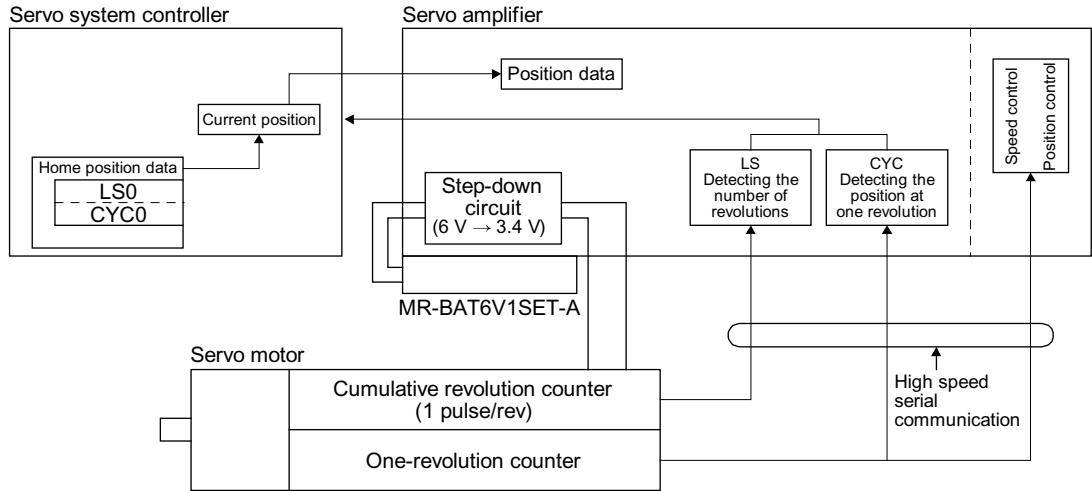 Servo system controller
Servo amplifier
Position data
Current position
Speed control
Position control
Home position data
LS0
CYC0
Step-down
circuit
(6 V → 3.4 V)
LS
Detecting the
number of
revolutions
CYC
Detecting the
position at
one revolution
MR-BAT6V1SET-A
Servo motor
Cumulative revolution counter
(1 pulse/rev)
One-revolution counter
High speed
serial
communication